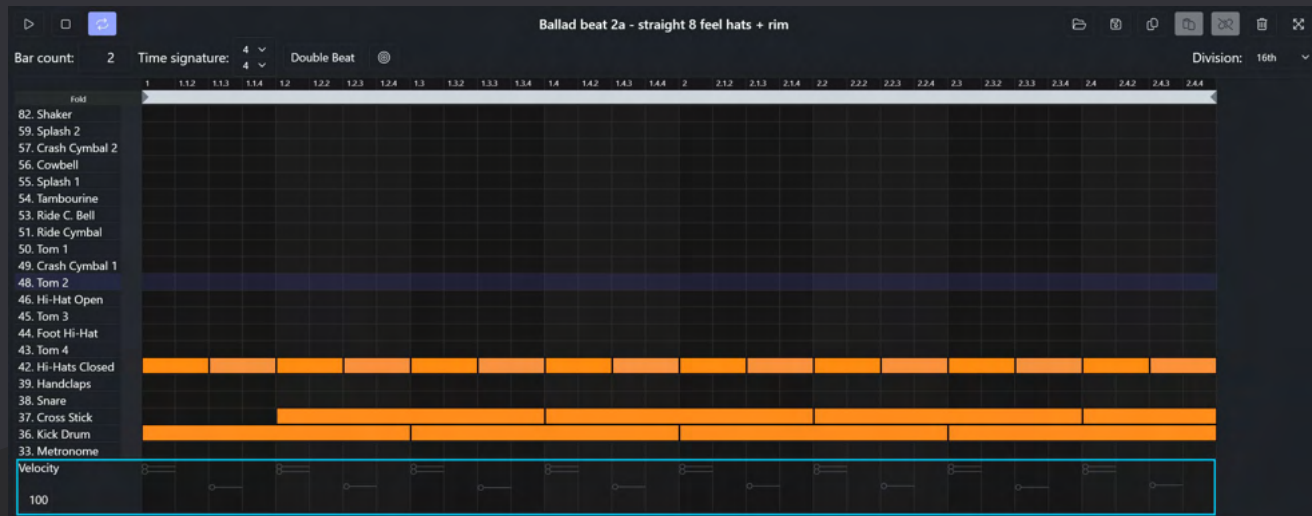 Ballad beat 2a - straight 8 feel hats + rim
Bar count: 2 Time signature: 4 4 Double Beat Division: 16th
1 1.1.2 1.1.3 1.1.4 1.2 1.2.2 1.2.3 1.2.4 1.3 1.3.2 1.3.3 1.3.4 1.4 1.4.2 1.4.3 1.4.4 2 2.1.2 2.1.3 2.1.4 2.2 2.2.2 2.2.3 2.2.4 2.3 2.3.2 2.3.3 2.3.4 2.4 2.4.2 2.4.3 2.4.4
Fold
82. Shaker
59. Splash 2
57. Crash Cymbal 2
56. Cowbell
55. Splash 1
54. Tambourine
53. Ride C. Bell
51. Ride Cymbal
50. Tom 1
49. Crash Cymbal 1
48. Tom 2
46. Hi-Hat Open
45. Tom 3
44. Foot Hi-Hat
43. Tom 4
42. Hi-Hats Closed
39. Handclaps
38. Snare
37. Cross Stick
36. Kick Drum
33. Metronome
Velocity
100